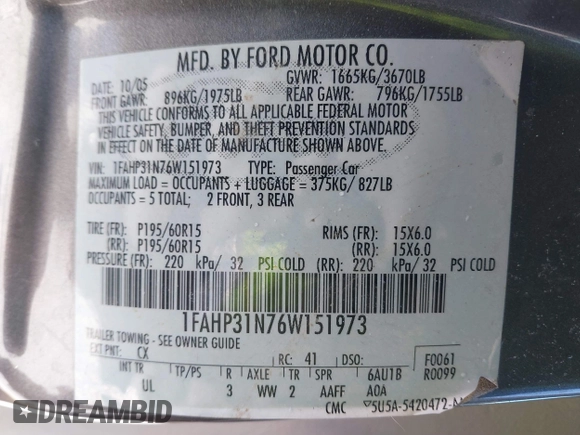 MFD. BY FORD MOTOR CO.
DATE: 10/05 GVWR: 1665KG/3670LB
FRONT GAWR: 896KG/1975LB REAR GAWR: 796KG/1755LB
THIS VEHICLE CONFORMS TO ALL APPLICABLE FEDERAL MOTOR
VEHICLE SAFETY, BUMPER, AND THEFT PREVENTION STANDARDS
IN EFFECT ON THE DATE OF MANUFACTURE SHOWN ABOVE.
VIN: 1FAHP31N76W151973 TYPE: Passenger Car
MAXIMUM LOAD = OCCUPANTS + LUGGAGE = 375KG/ 827LB
OCCUPANTS = 5 TOTAL; 2 FRONT, 3 REAR
TIRE (FR): P195/60R15 RIMS (FR): 15X6.0
(RR): P195/60R15 (RR): 15X6.0
PRESSURE (FR): 220 kPa/ 32 PSI COLD (RR): 220 kPa/ 32 PSI COLD
1FAHP31N76W151973
TRAILER TOWING - SEE OWNER GUIDE
EXT PNT: CX RC: 41 DSO: F0061
INT TR TP/PS R AXLE TR SPR 6AU1B R0099
UL 3 WW 2 AAFF A0A
CMC 5U5A-5420472-
DREAMBID